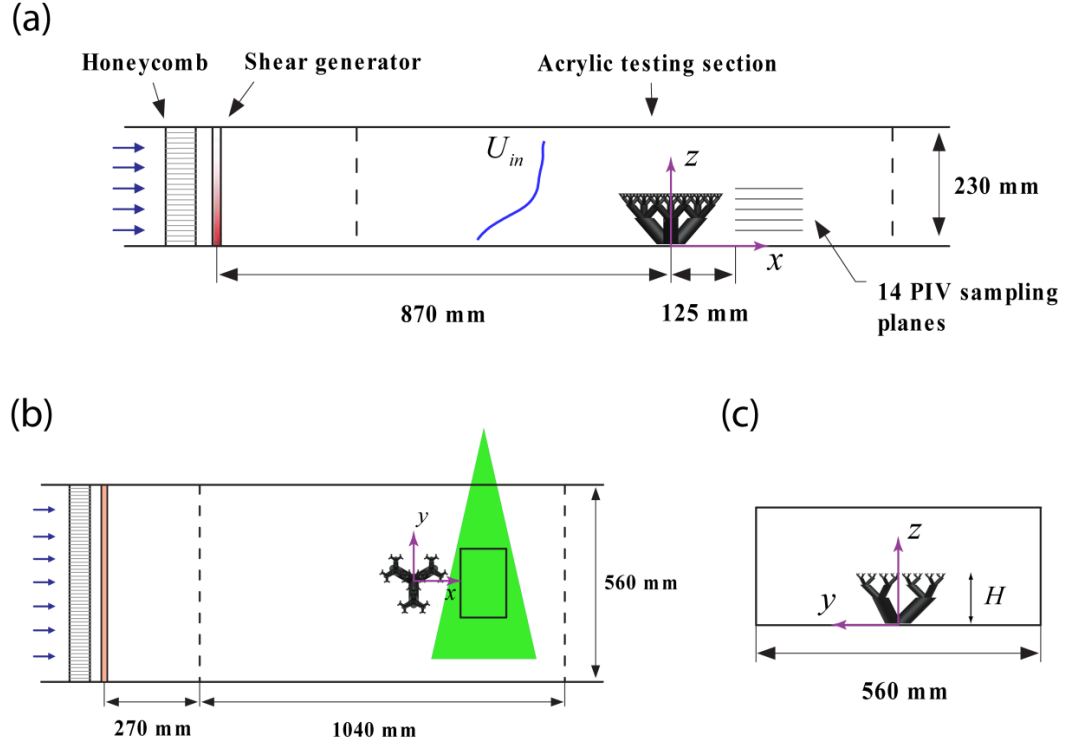 (a)
Honeycomb
Shear generator
Acrylic testing section
U_in
z
230 mm
x
14 PIV sampling
planes
870 mm
125 mm
(b)
(c)
y
x
560 mm
z
y
H
560 mm
270 mm
1040 mm